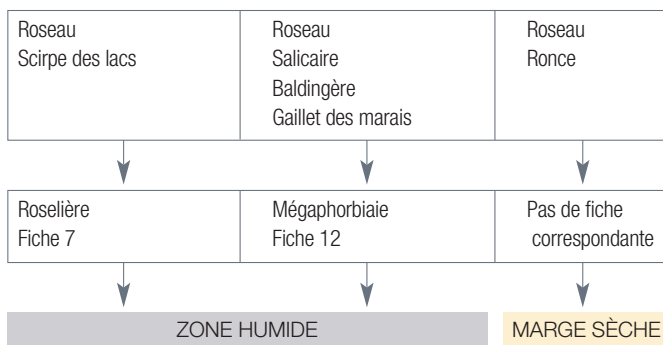 Roseau
Scirpe des lacs
Roseau
Salicaire
Baldingère
Gaillet des marais
Roseau
Ronce
Roselière
Fiche 7
Mégaphorbiaie
Fiche 12
Pas de fiche
correspondante
ZONE HUMIDE
MARGE SÈCHE